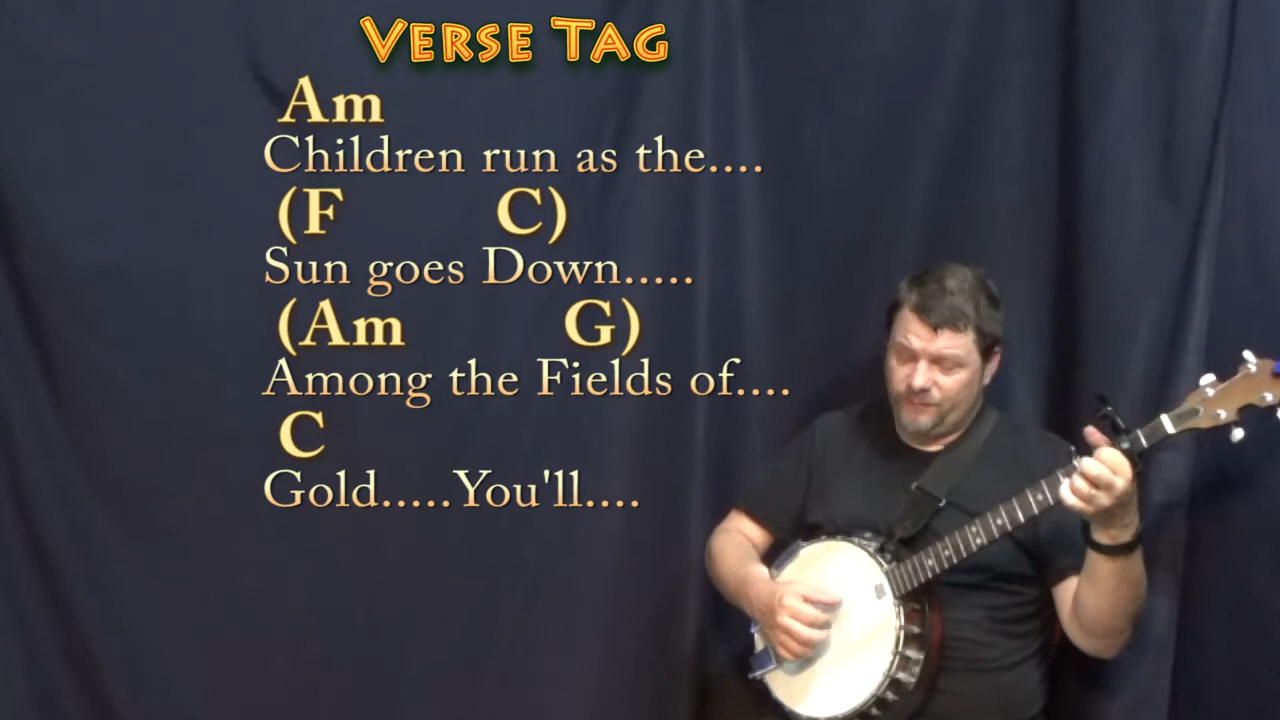 VERSE TAG
Am
Children run as the....
(F C)
Sun goes Down.....
(Am G)
Among the Fields of....
C
Gold.....You'll....